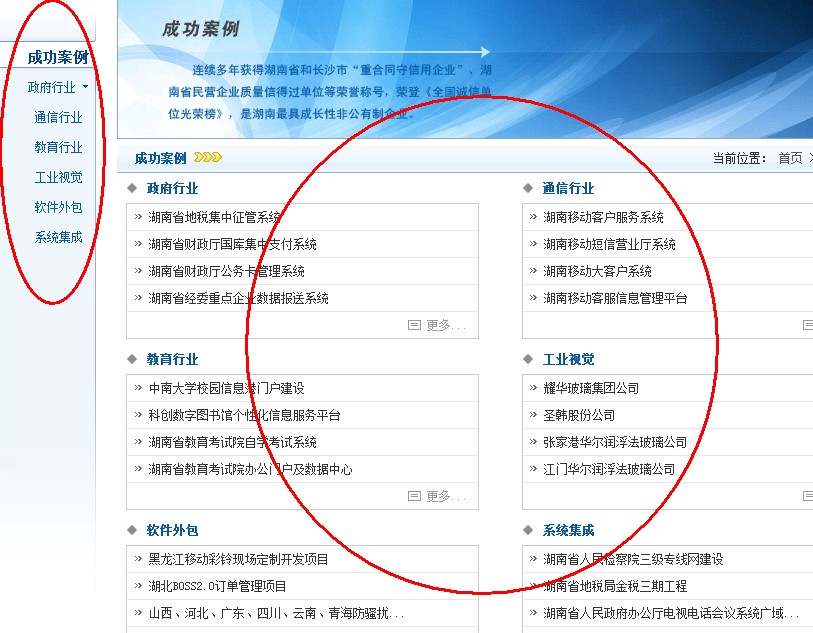 成功案例
政府行业
通信行业
教育行业
工业视觉
软件外包
系统集成
成功案例
连续多年获得湖南省和长沙市“重合同守信用企业”、湖
南省民营企业质量信得过单位等荣誉称号，荣登《全国诚信单
位光荣榜》，是湖南最具成长性非公有制企业。
成功案例
当前位置： 首页 >
政府行业
» 湖南省地税集中征管系统
» 湖南省财政厅国库集中支付系统
» 湖南省财政厅公务卡管理系统
» 湖南省经委重点企业数据报送系统
更多...
通信行业
» 湖南移动客户服务系统
» 湖南移动短信营业厅系统
» 湖南移动大客户系统
» 湖南移动客服信息管理平台
教育行业
» 中南大学校园信息港门户建设
» 科创数字图书馆个性化信息服务平台
» 湖南省教育考试院自学考试系统
» 湖南省教育考试院办公门户及数据中心
更多...
工业视觉
» 耀华玻璃集团公司
» 圣韩股份公司
» 张家港华尔润浮法玻璃公司
» 江门华尔润浮法玻璃公司
软件外包
» 黑龙江移动彩铃现场定制开发项目
» 湖北BOSS2.0订单管理项目
» 山西、河北、广东、四川、云南、青海防骚扰...
系统集成
» 湖南省人民检察院三级专线网建设
» 湖南省地税局金税三期工程
» 湖南省人民政府办公厅电视电话会议系统广域...